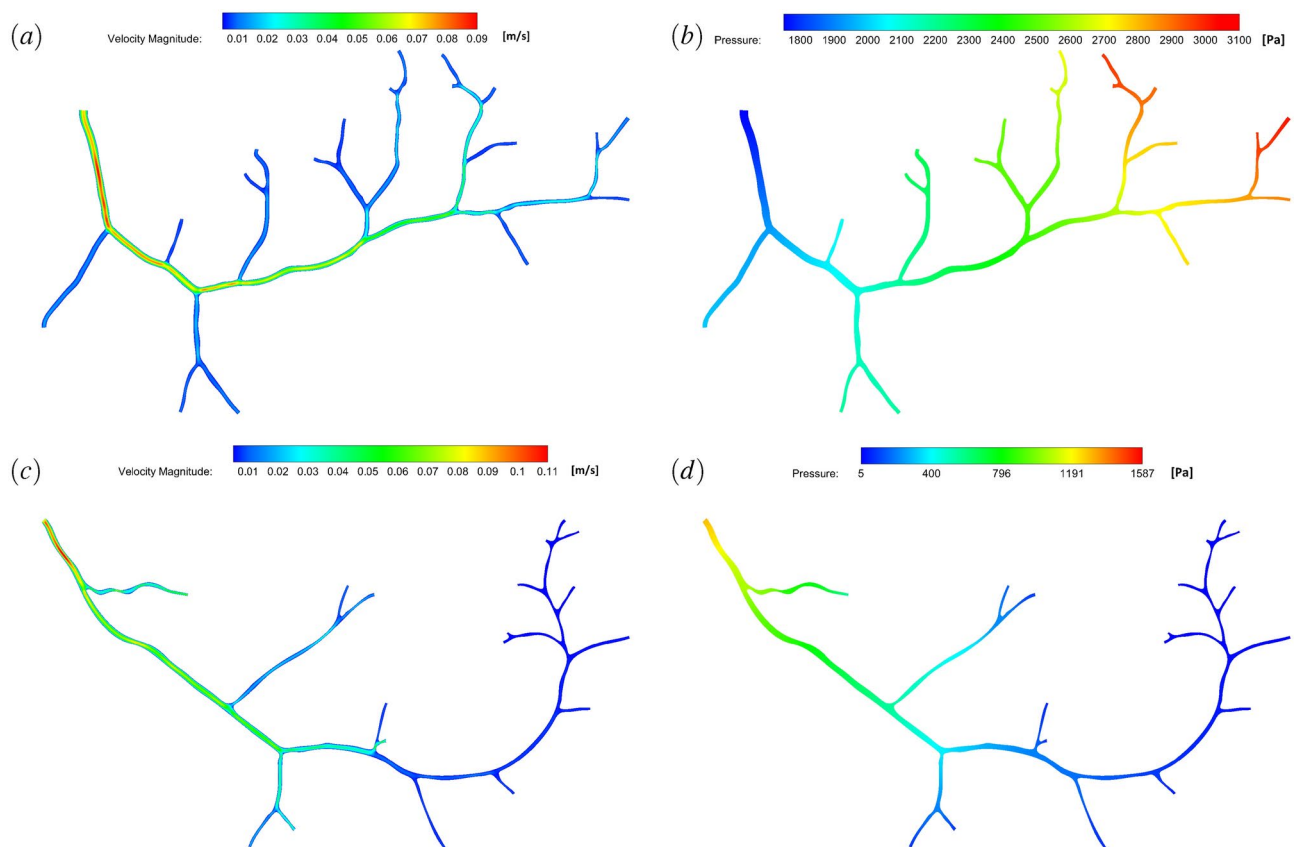 (a) Velocity Magnitude: 0.01 0.02 0.03 0.04 0.05 0.06 0.07 0.08 0.09 [m/s]
(b) Pressure: 1800 1900 2000 2100 2200 2300 2400 2500 2600 2700 2800 2900 3000 3100 [Pa]
(c) Velocity Magnitude: 0.01 0.02 0.03 0.04 0.05 0.06 0.07 0.08 0.09 0.1 0.11 [m/s]
(d) Pressure: 5 400 796 1191 1587 [Pa]